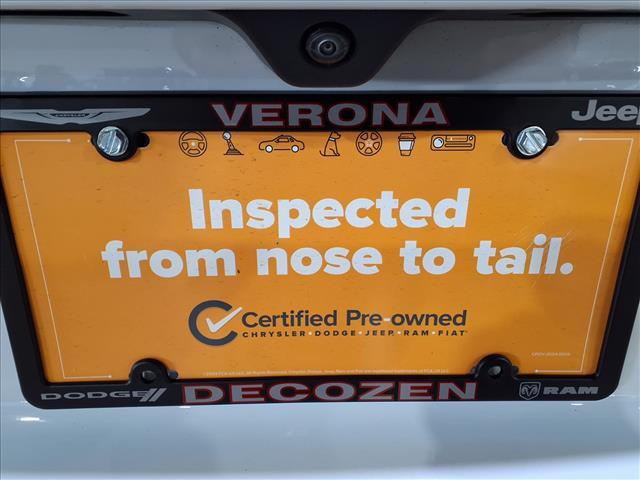 VERONA
Jeep
Inspected
from nose to tail.
Certified Pre-owned
CHRYSLER • DODGE • JEEP • RAM • FIAT
DODGE//
DECOZEN
RAM